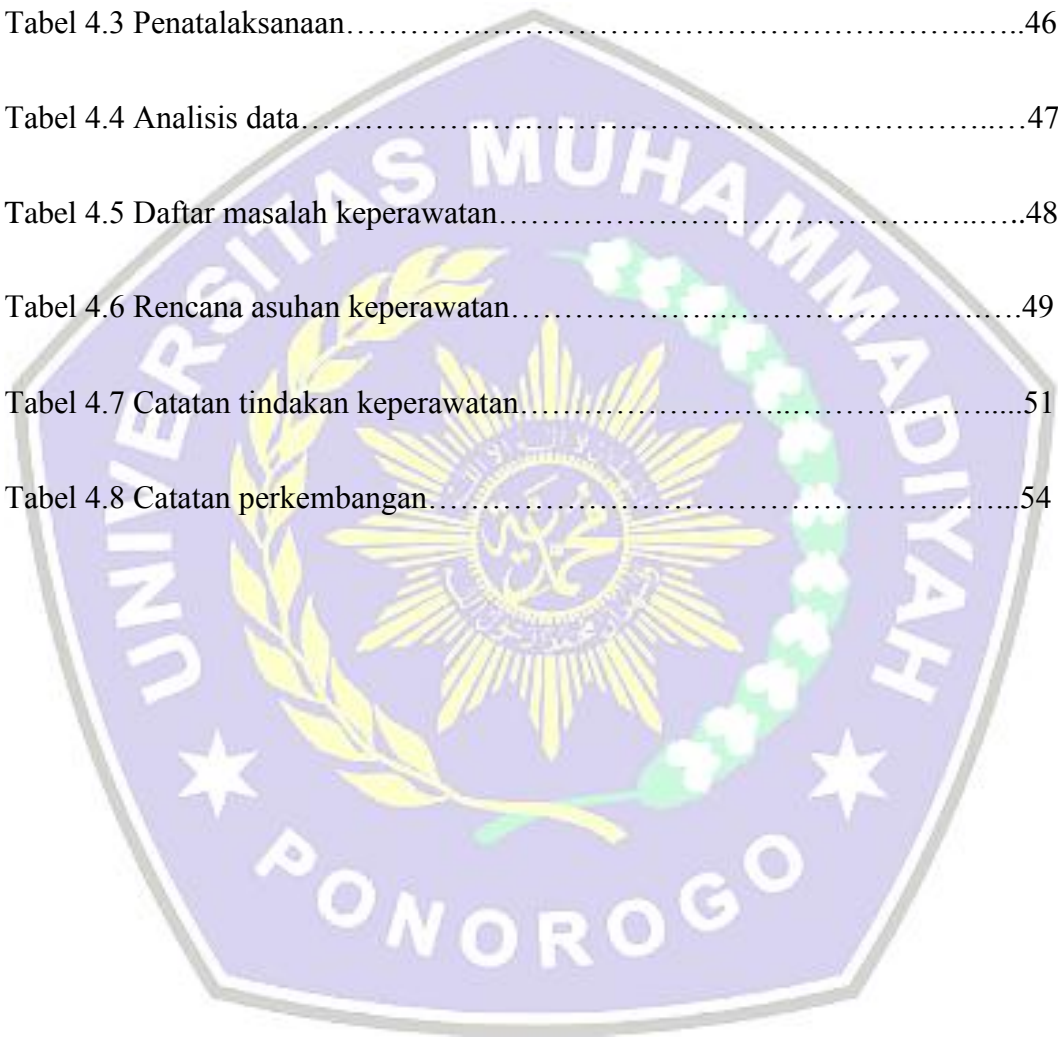 Tabel 4.3 Penatalaksanaan…………..…………………………………………..…..46
Tabel 4.4 Analisis data………………………………….…………………………..…47
Tabel 4.5 Daftar masalah keperawatan…………………………………….…..…..48
Tabel 4.6 Rencana asuhan keperawatan………………...……………………….49
Tabel 4.7 Catatan tindakan keperawatan…………………….……………….....51
Tabel 4.8 Catatan perkembangan……………………………………………...…...54
UNIVERSITAS MUHAMMADIYAH
PONOROGO